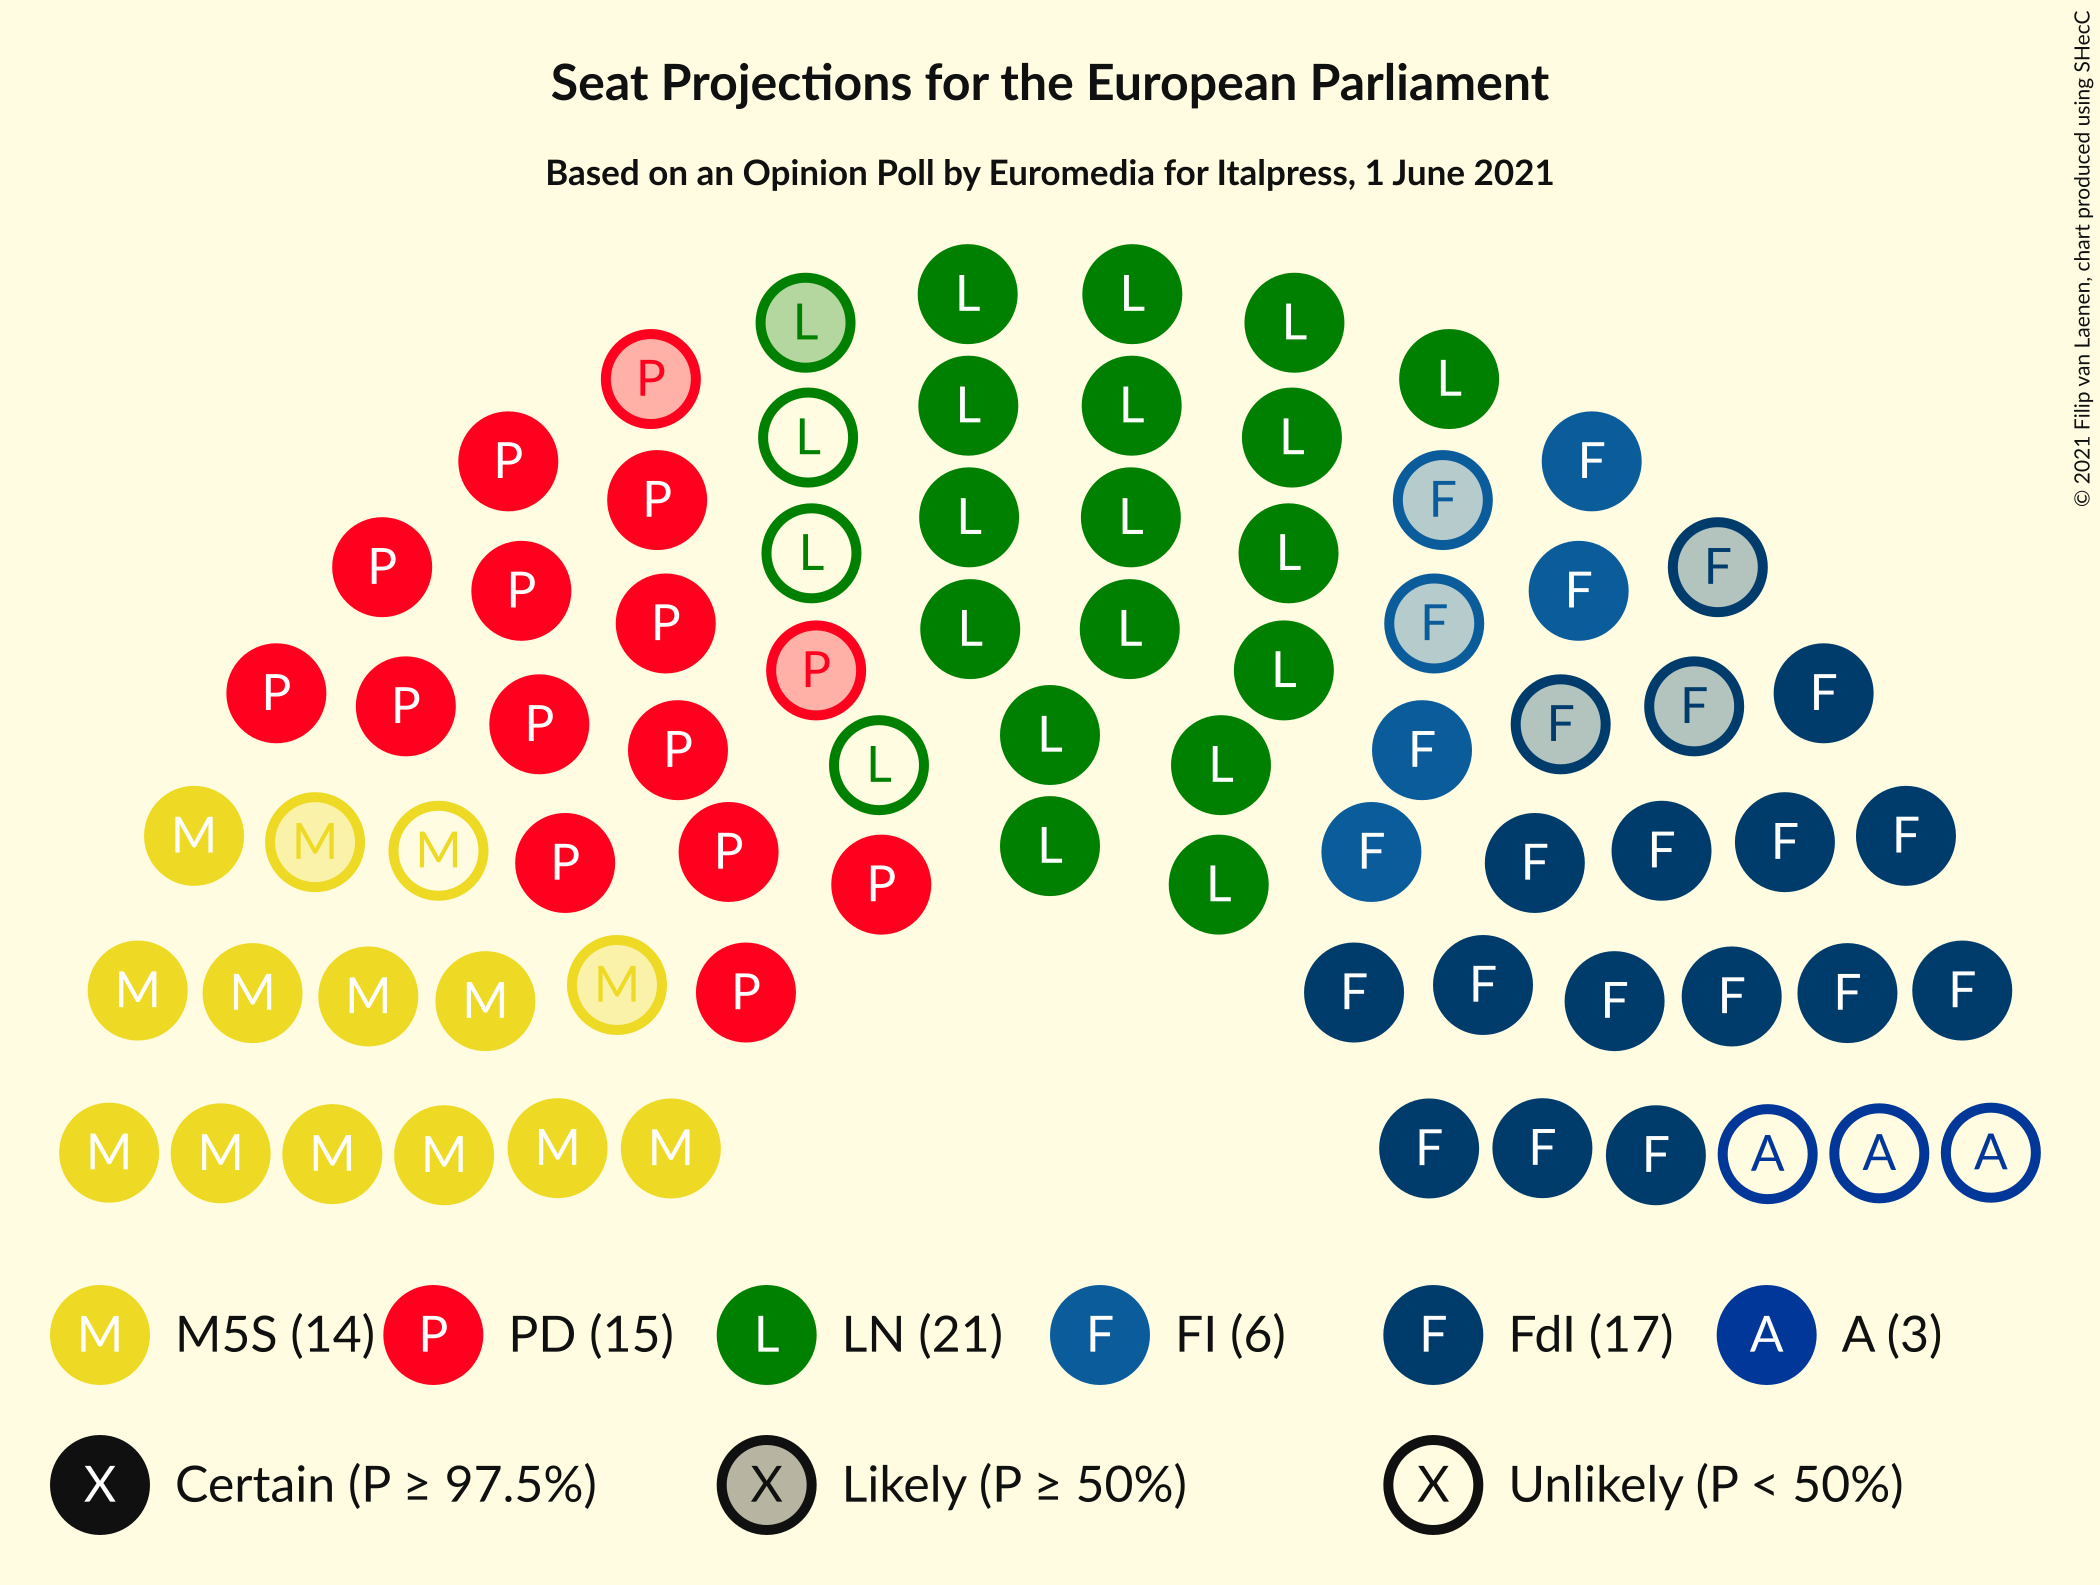 Seat Projections for the European Parliament
Based on an Opinion Poll by Euromedia for Italpress, 1 June 2021
© 2021 Filip van Laenen, chart produced using SHecC
L L
L L
P L
L L
L L
P F
P F
P F
L L
L L
P F
P F
P F
P L
P F
P F
P F
P F
L L
L L
M F
M F
M F
P F
P F
L
P L
M M M M M P F F F F F F
M M M M M M F F F A A A
M M5S (14) P PD (15) L LN (21) F FI (6) F FdI (17) A A (3)
X Certain (P ≥ 97.5%) X Likely (P ≥ 50%) X Unlikely (P < 50%)